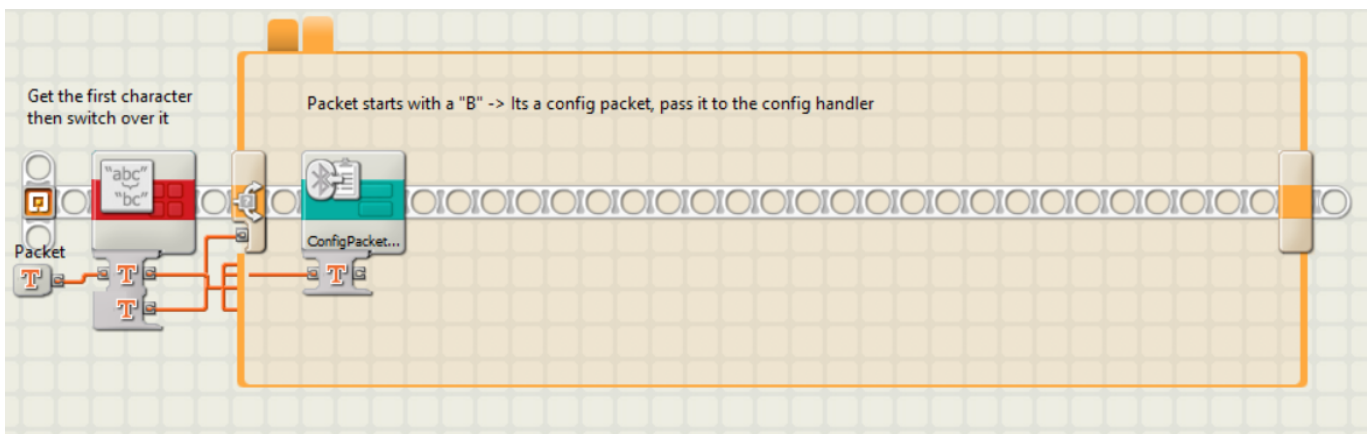 Get the first character
then switch over it
Packet starts with a "B" -> Its a config packet, pass it to the config handler
"abc"
"bc"
ConfigPacket...
Packet
T
T
T
T